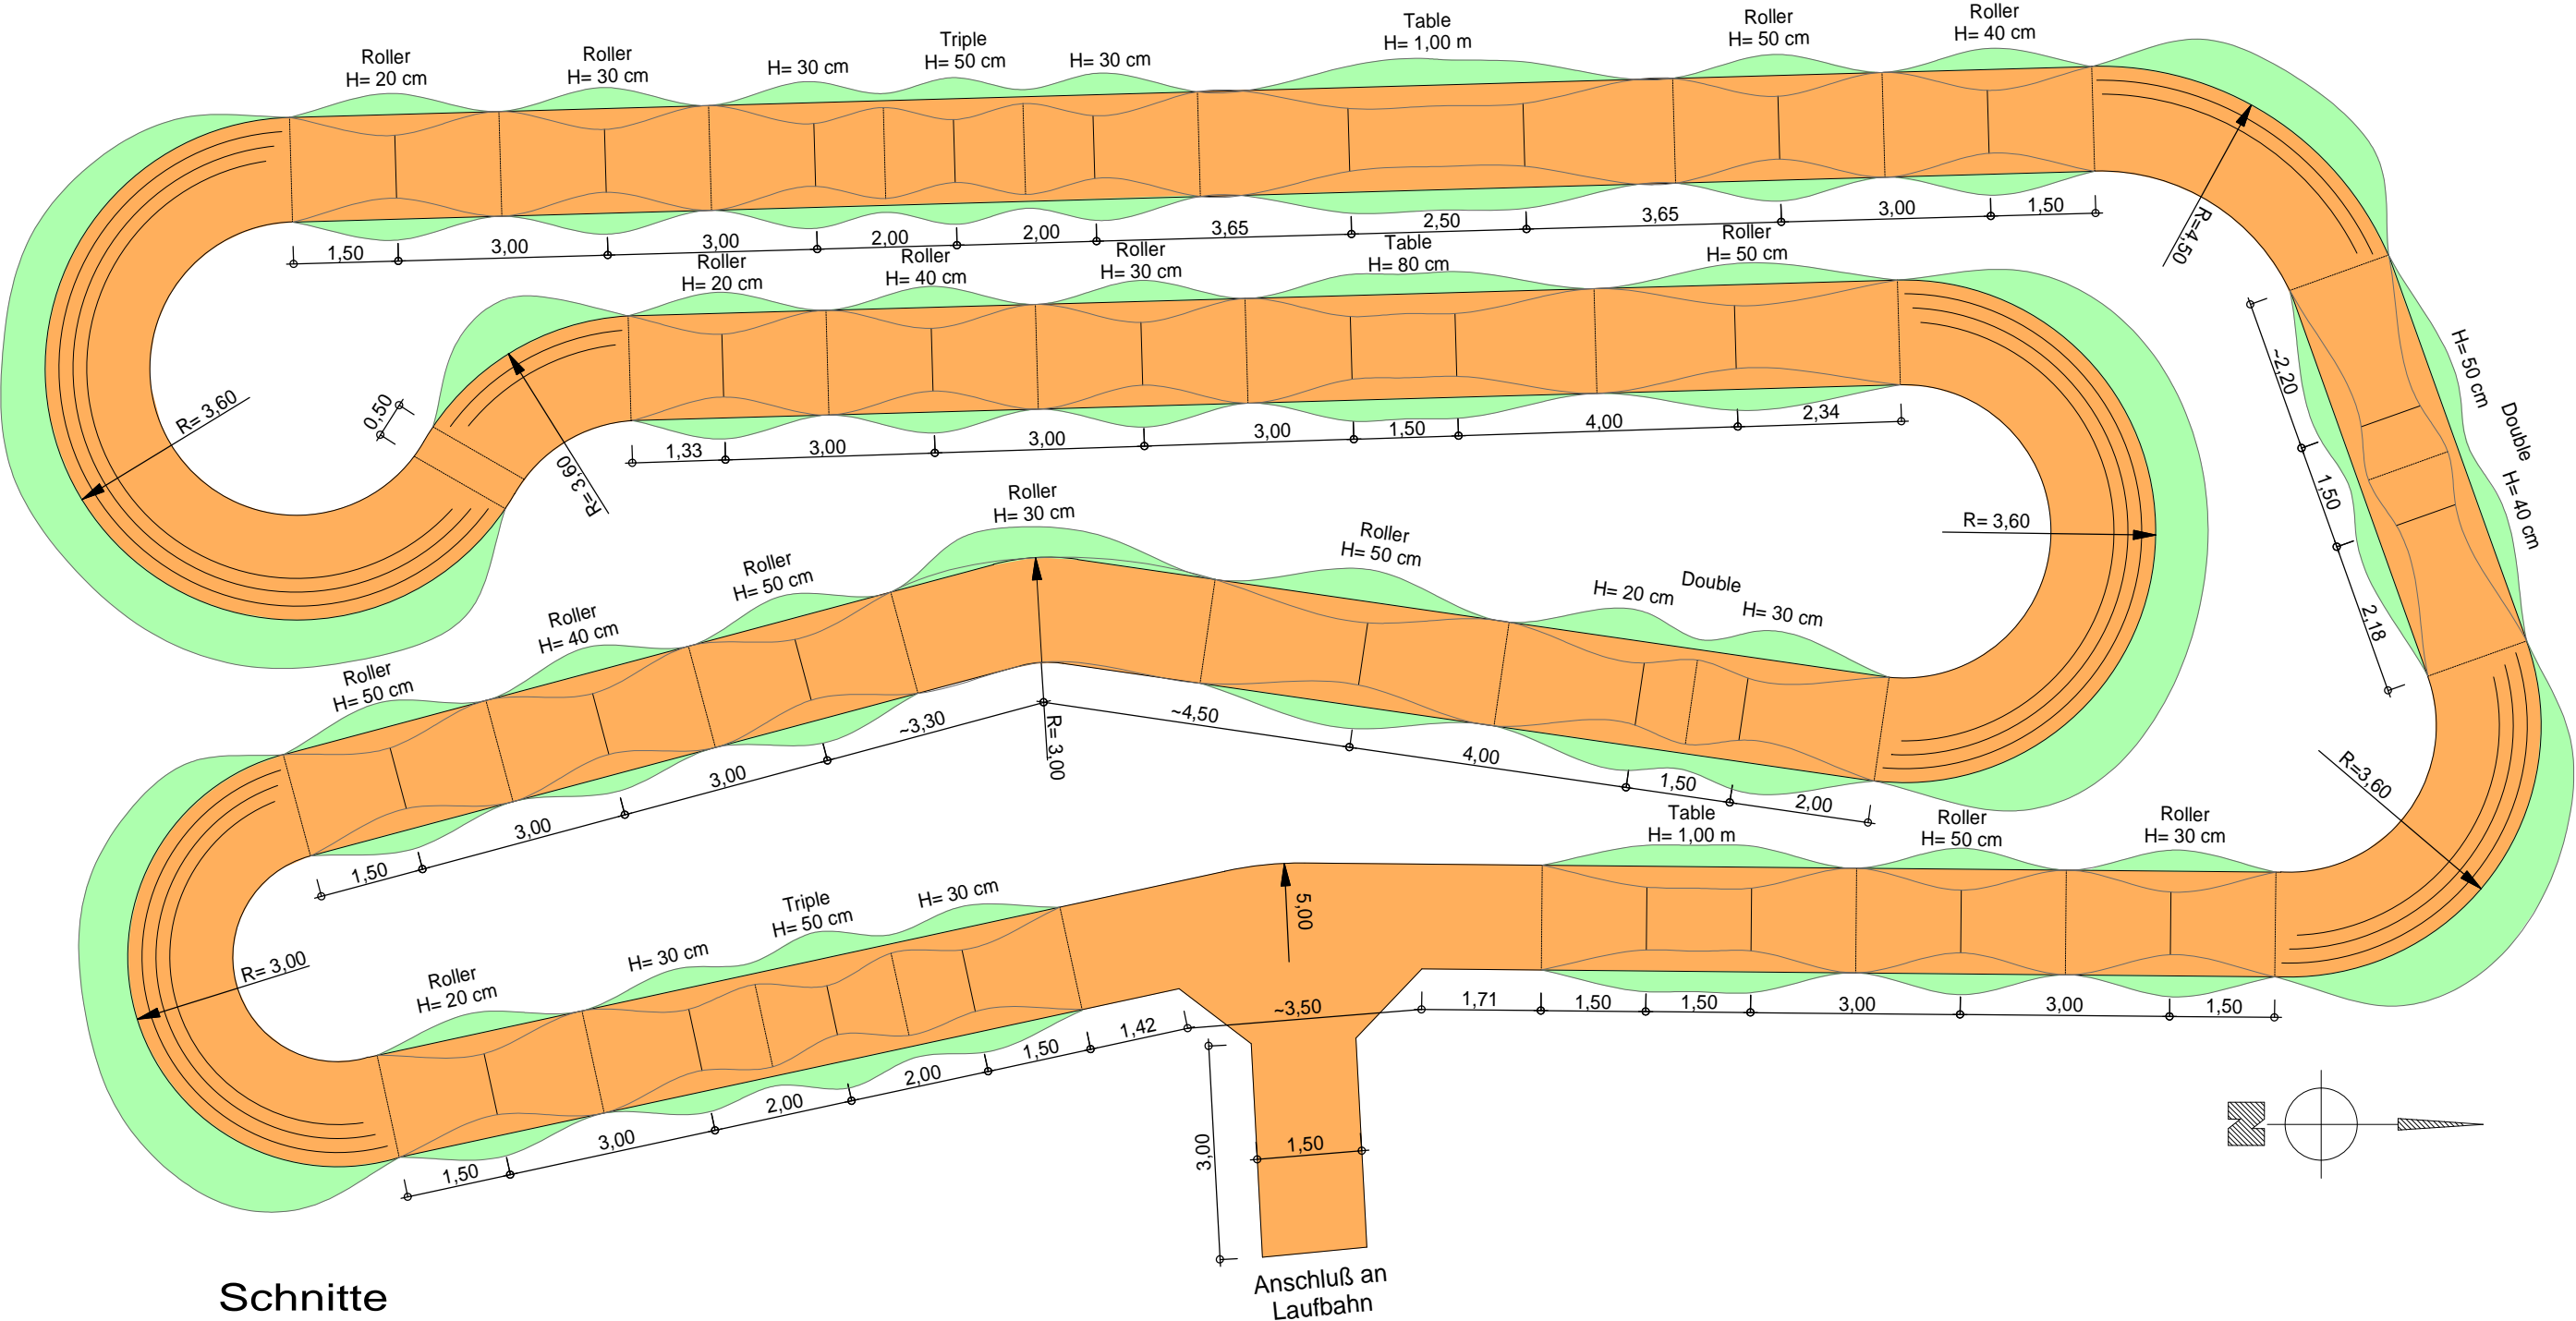 Roller
H= 20 cm
Roller
H= 30 cm
H= 30 cm
Triple
H= 50 cm
H= 30 cm
Table
H= 1,00 m
Roller
H= 50 cm
Roller
H= 40 cm
1,50
3,00
3,00
2,00
2,00
3,65
2,50
3,65
3,00
1,50
R=4,50
Roller
H= 20 cm
Roller
H= 40 cm
Roller
H= 30 cm
Table
H= 80 cm
Roller
H= 50 cm
~2,20
1,50
2,18
H= 50 cm
Double
H= 40 cm
R= 3,60
0,50
R= 3,60
1,33
3,00
3,00
3,00
1,50
4,00
2,34
R= 3,60
Roller
H= 50 cm
Roller
H= 40 cm
Roller
H= 50 cm
Roller
H= 30 cm
Roller
H= 50 cm
H= 20 cm
Double
H= 30 cm
1,50
3,00
3,00
~3,30
R= 3,00
~4,50
4,00
1,50
2,00
R=3,60
R= 3,00
Roller
H= 20 cm
H= 30 cm
Triple
H= 50 cm
H= 30 cm
5,00
Table
H= 1,00 m
Roller
H= 50 cm
Roller
H= 30 cm
1,50
3,00
2,00
2,00
1,50
1,42
~3,50
1,71
1,50
1,50
3,00
3,00
1,50
3,00
1,50
N
Anschluß an
Laufbahn
Schnitte